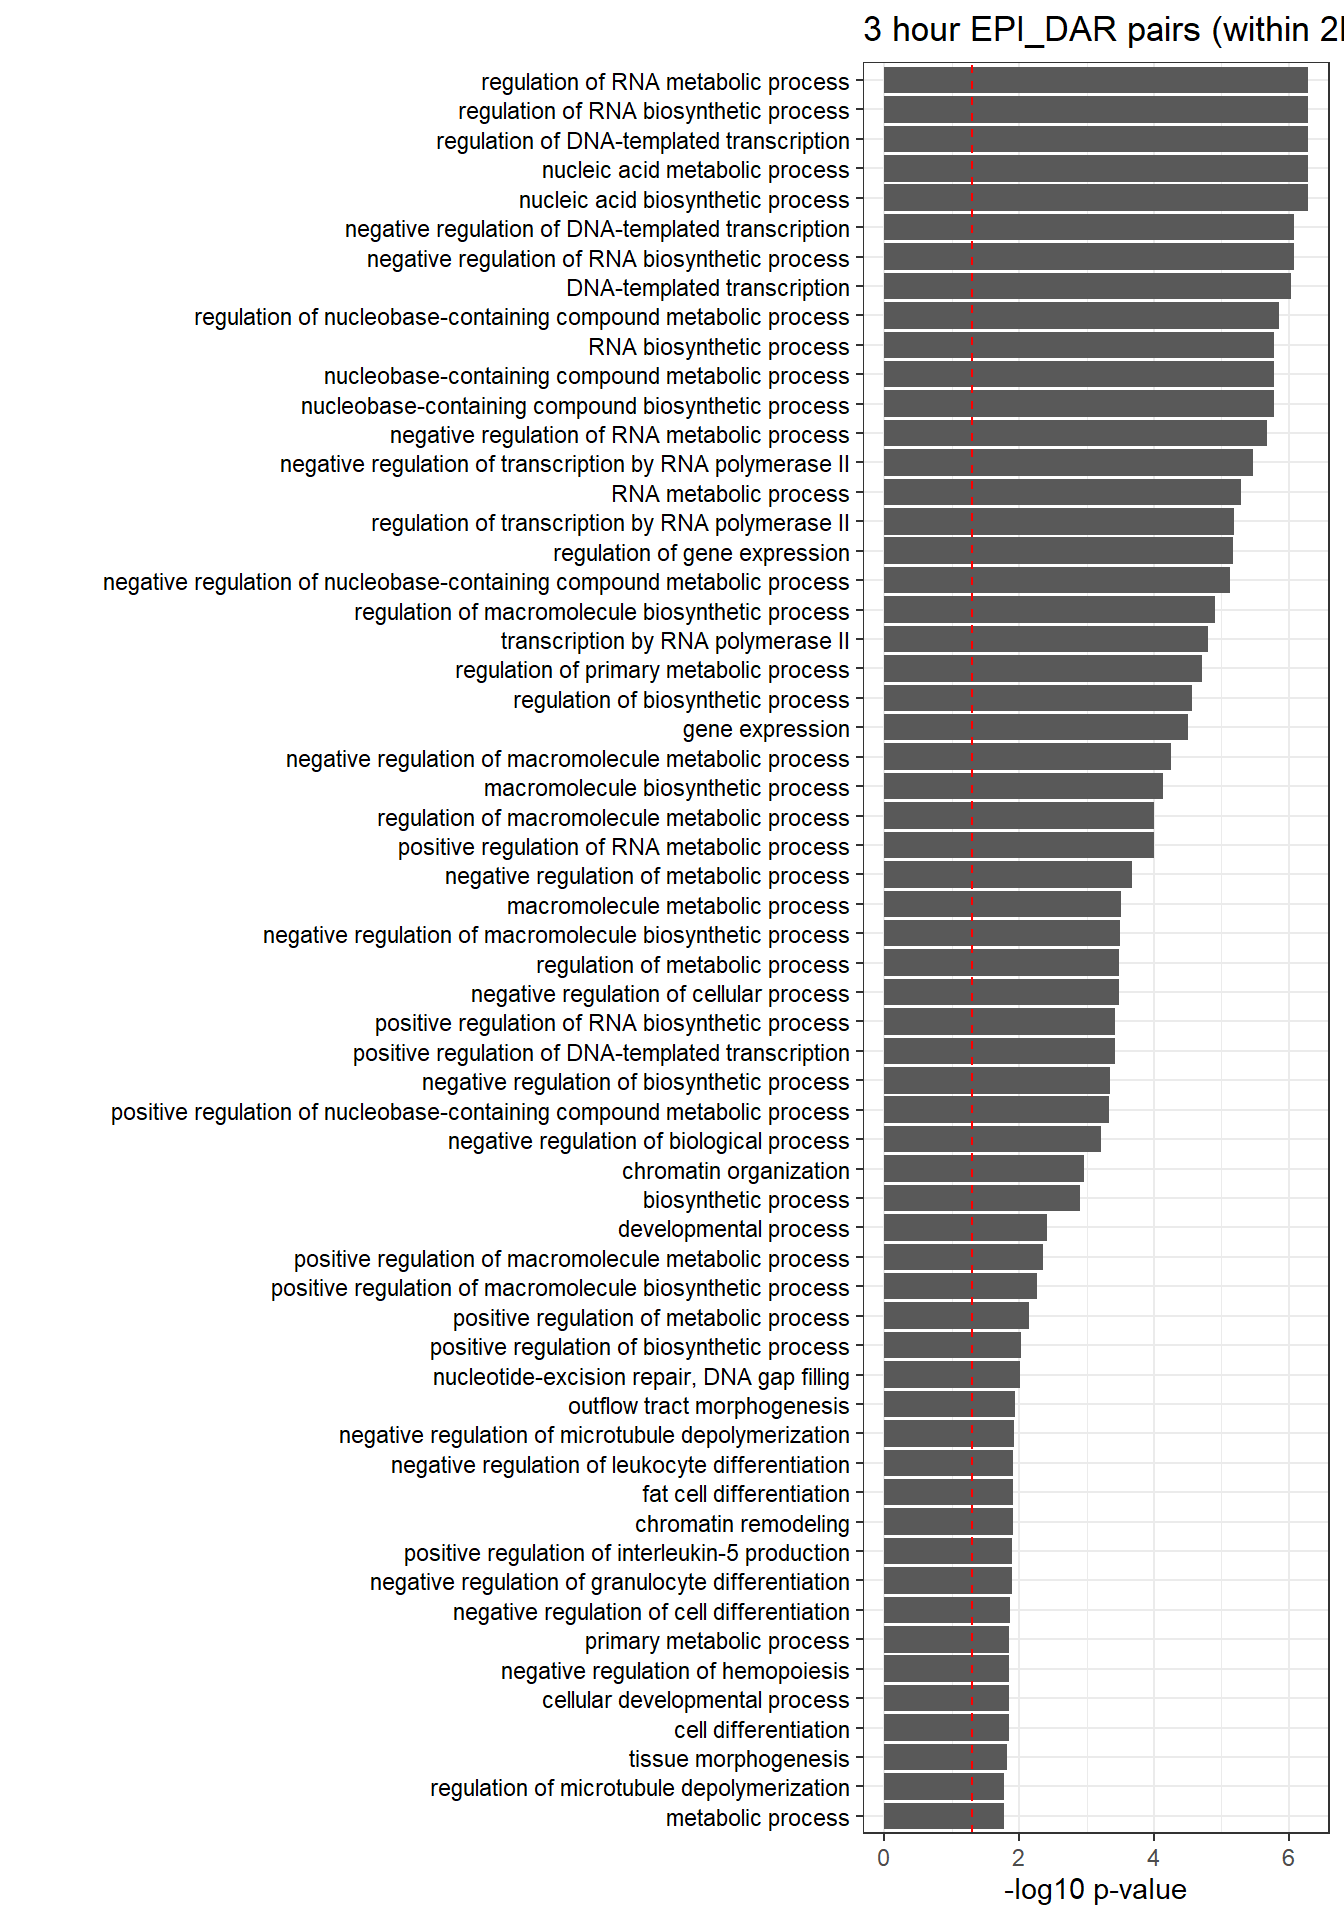 3 hour EPI_DAR pairs (within 2
regulation of RNA metabolic process
regulation of RNA biosynthetic process
regulation of DNA-templated transcription
nucleic acid metabolic process
nucleic acid biosynthetic process
negative regulation of DNA-templated transcription
negative regulation of RNA biosynthetic process
DNA-templated transcription
regulation of nucleobase-containing compound metabolic process
RNA biosynthetic process
nucleobase-containing compound metabolic process
nucleobase-containing compound biosynthetic process
negative regulation of RNA metabolic process
negative regulation of transcription by RNA polymerase II
RNA metabolic process
regulation of transcription by RNA polymerase II
regulation of gene expression
negative regulation of nucleobase-containing compound metabolic process
regulation of macromolecule biosynthetic process
transcription by RNA polymerase II
regulation of primary metabolic process
regulation of biosynthetic process
gene expression
negative regulation of macromolecule metabolic process
macromolecule biosynthetic process
regulation of macromolecule metabolic process
positive regulation of RNA metabolic process
negative regulation of metabolic process
macromolecule metabolic process
negative regulation of macromolecule biosynthetic process
regulation of metabolic process
negative regulation of cellular process
positive regulation of RNA biosynthetic process
positive regulation of DNA-templated transcription
negative regulation of biosynthetic process
positive regulation of nucleobase-containing compound metabolic process
negative regulation of biological process
chromatin organization
biosynthetic process
developmental process
positive regulation of macromolecule metabolic process
positive regulation of macromolecule biosynthetic process
positive regulation of metabolic process
positive regulation of biosynthetic process
nucleotide-excision repair, DNA gap filling
outflow tract morphogenesis
negative regulation of microtubule depolymerization
negative regulation of leukocyte differentiation
fat cell differentiation
chromatin remodeling
positive regulation of interleukin-5 production
negative regulation of granulocyte differentiation
negative regulation of cell differentiation
primary metabolic process
negative regulation of hemopoiesis
cellular developmental process
cell differentiation
tissue morphogenesis
regulation of microtubule depolymerization
metabolic process
0 2 4 6
-log10 p-value